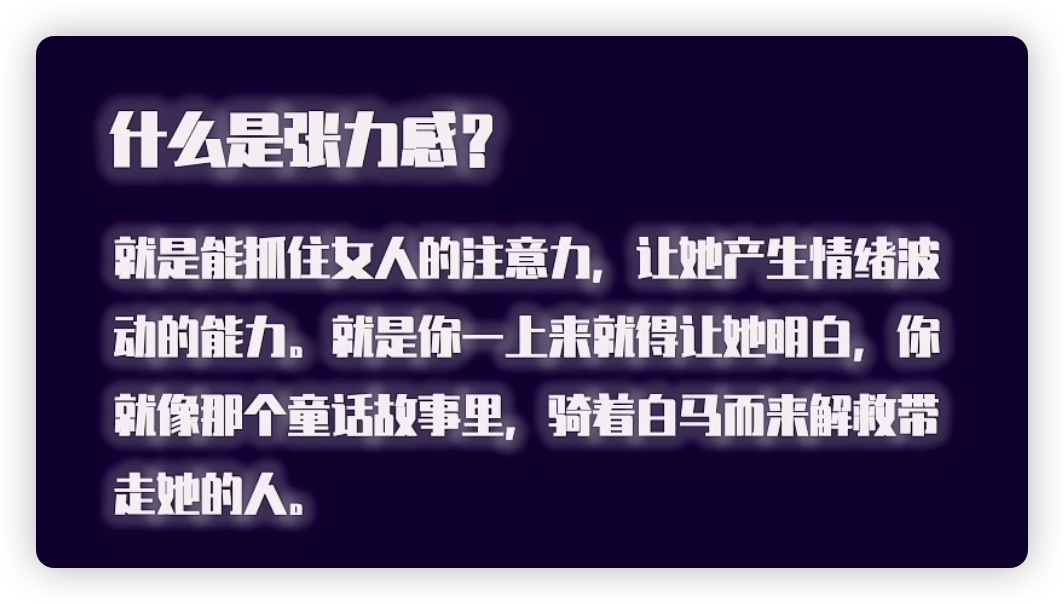 什么是张力感？
就是能抓住女人的注意力，让她产生情绪波
动的能力。就是你一上来就得让她明白，你
就像那个童话故事里，骑着白马而来解救带
走她的人。